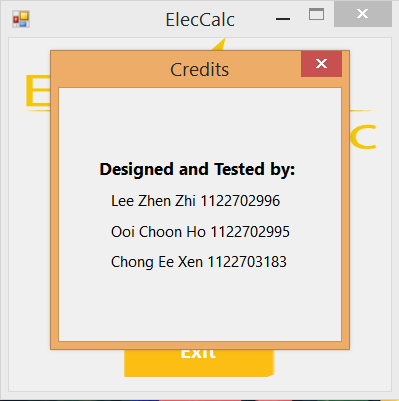 ElecCalc
Credits
E
Designed and Tested by:
Lee Zhen Zhi 1122702996
Ooi Choon Ho 1122702995
Chong Ee Xen 1122703183
C
Exit